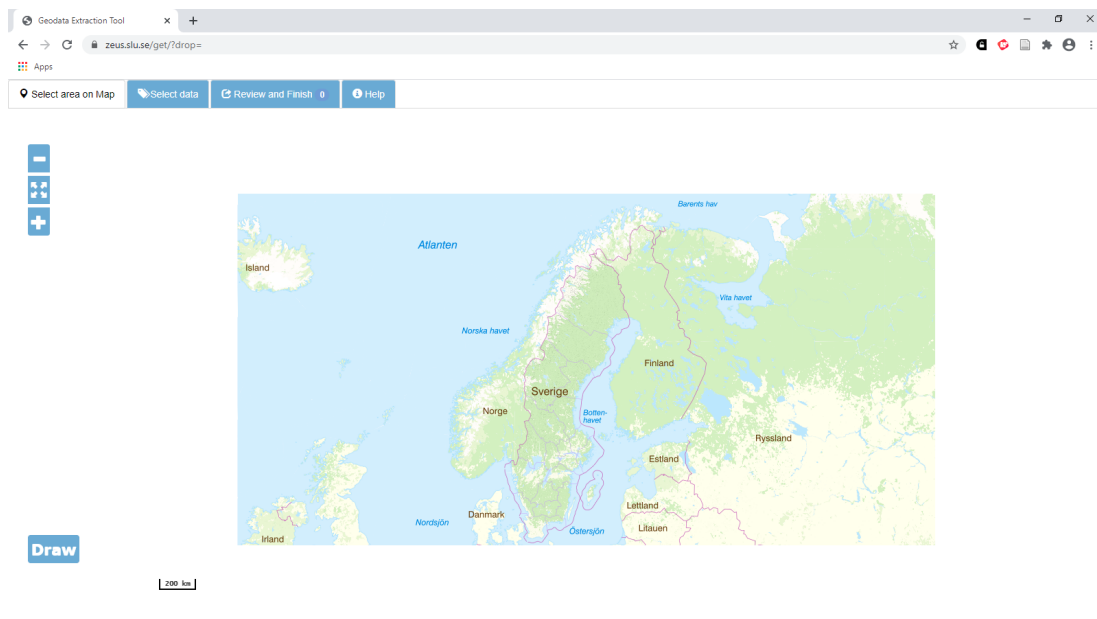 Geodata Extraction Tool
zeus.slu.se/get/?drop=
Apps
Select area on Map
Select data
Review and Finish 0
Help
Barents hav
Atlanten
Island
Vita havet
Norska havet
Finland
Sverige
Norge
Botten-
havet
Ryssland
Estland
Lettland
Danmark
Nordsjön
Litauen
Östersjön
Irland
Draw
200 km